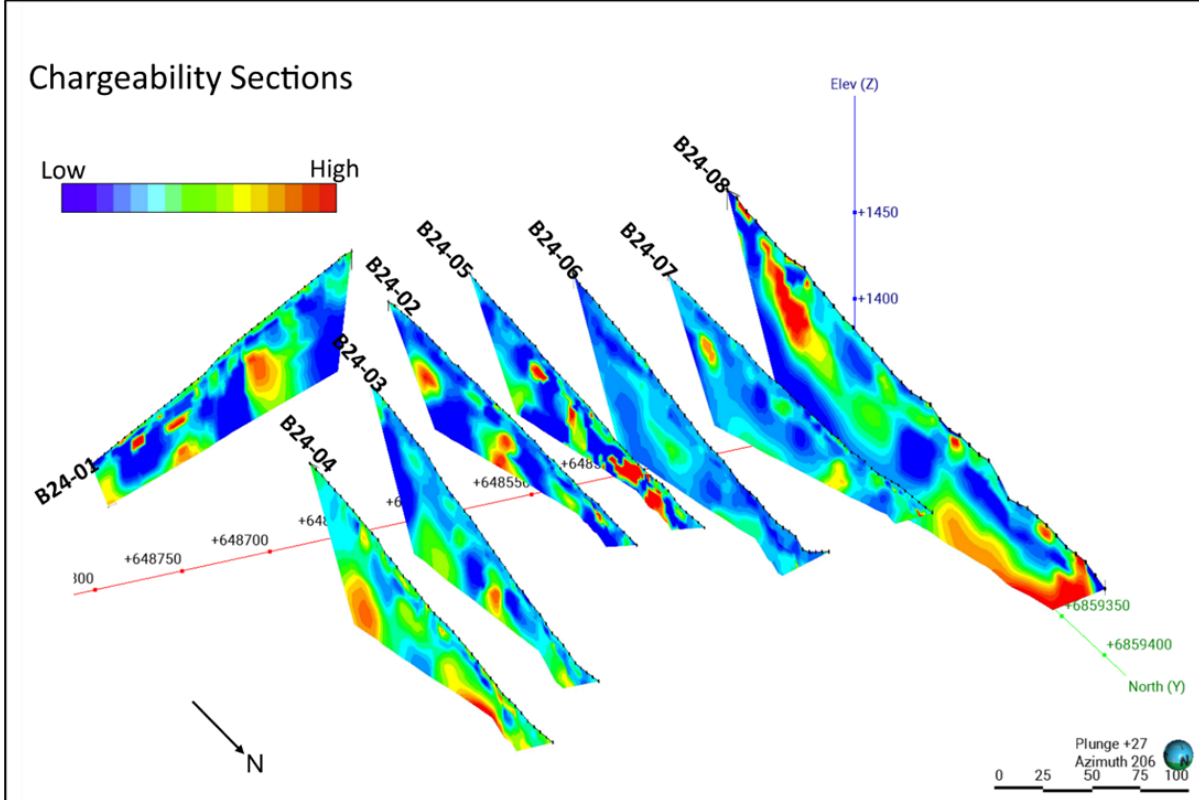 Chargeability Sections
Low
High
Elev (Z)
+1450
+1400
B24-08
B24-07
B24-06
B24-05
B24-02
B24-03
B24-04
B24-01
+648550
+648700
+648750
+6859350
+6859400
North (Y)
N
Plunge +27
Azimuth 206
0 25 50 75 100